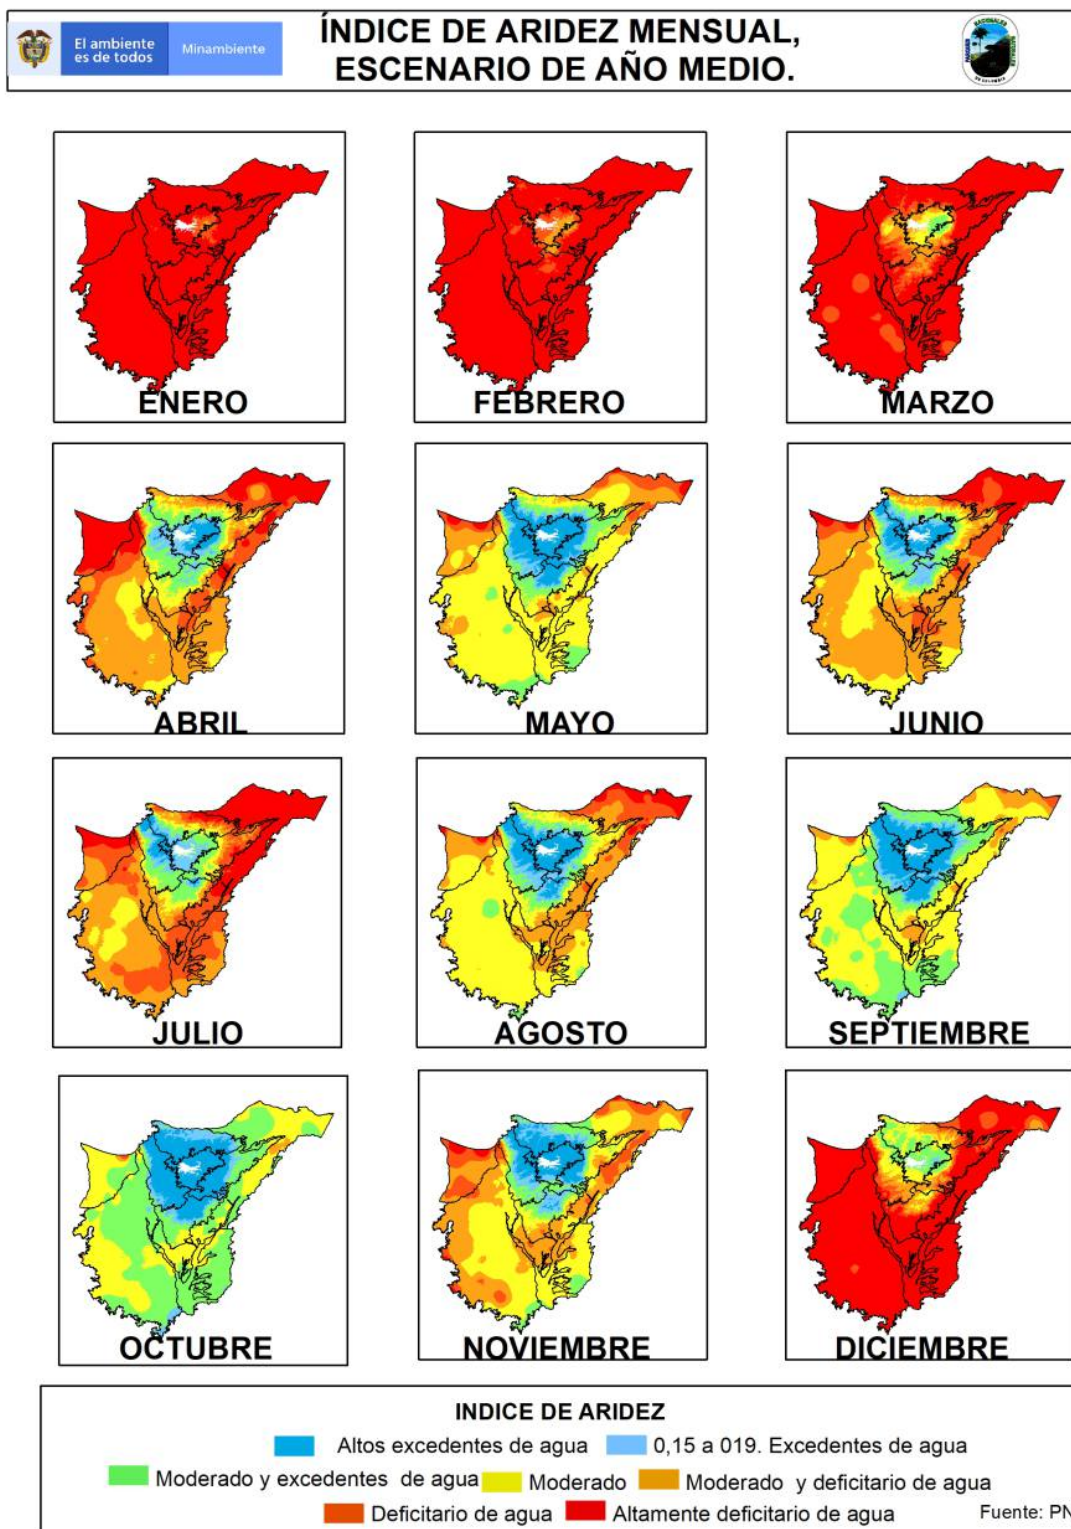 El ambiente
es de todos
Minambiente
ÍNDICE DE ARIDEZ MENSUAL,
ESCENARIO DE AÑO MEDIO.
ENERO
FEBRERO
MARZO
ABRIL
MAYO
JUNIO
JULIO
AGOSTO
SEPTIEMBRE
OCTUBRE
NOVIEMBRE
DICIEMBRE
INDICE DE ARIDEZ
Altos excedentes de agua
0,15 a 019. Excedentes de agua
Moderado y excedentes de agua
Moderado
Moderado y deficitario de agua
Deficitario de agua
Altamente deficitario de agua
Fuente: PN